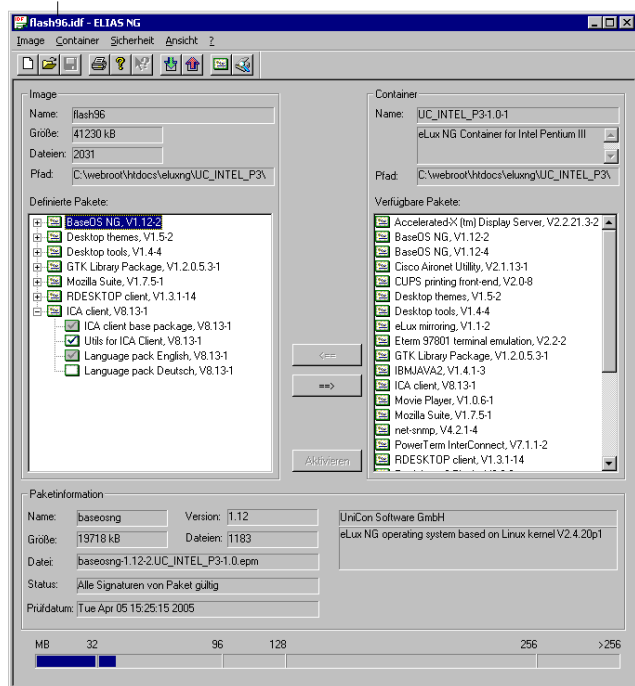 flash96.idf - ELIAS NG
Image Container Sicherheit Ansicht ?
Image
Name: flash96
Größe: 41230 kB
Dateien: 2031
Pfad: C:\webroot\htdocs\eluxng\UC_INTEL_P3\
Definierte Pakete:
BaseOS NG, V1.12-2
Desktop themes, V1.5-2
Desktop tools, V1.4-4
GTK Library Package, V1.2.0.5.3-1
Mozilla Suite, V1.7.5-1
RDESKTOP client, V1.3.1-14
ICA client, V8.13-1
ICA client base package, V8.13-1
Utils for ICA Client, V8.13-1
Language pack English, V8.13-1
Language pack Deutsch, V8.13-1
<==
==>
Aktivieren
Container
Name: UC_INTEL_P3-1.0-1
eLux NG Container for Intel Pentium III
Pfad: C:\webroot\htdocs\eluxng\UC_INTEL_P3\
Verfügbare Pakete:
Accelerated-X (tm) Display Server, V2.2.21.3-2
BaseOS NG, V1.12-2
BaseOS NG, V1.12-4
Cisco Aironet Utillity, V2.1.13-1
CUPS printing front-end, V2.0-8
Desktop themes, V1.5-2
Desktop tools, V1.4-4
eLux mirroring, V1.1-2
Eterm 97801 terminal emulation, V2.2-2
GTK Library Package, V1.2.0.5.3-1
IBMJAVA2, V1.4.1-3
ICA client, V8.13-1
Movie Player, V1.0.6-1
Mozilla Suite, V1.7.5-1
net-snmp, V4.2.1-4
PowerTerm InterConnect, V7.1.1-2
RDESKTOP client, V1.3.1-14
Paketinformation
Name: baseosng Version: 1.12
Größe: 19718 kB Dateien: 1183
Datei: baseosng-1.12-2.UC_INTEL_P3-1.0.epm
Status: Alle Signaturen von Paket gültig
Prüfdatum: Tue Apr 05 15:25:15 2005
UniCon Software GmbH
eLux NG operating system based on Linux kernel V2.4.20p1
MB 32 96 128 256 >256